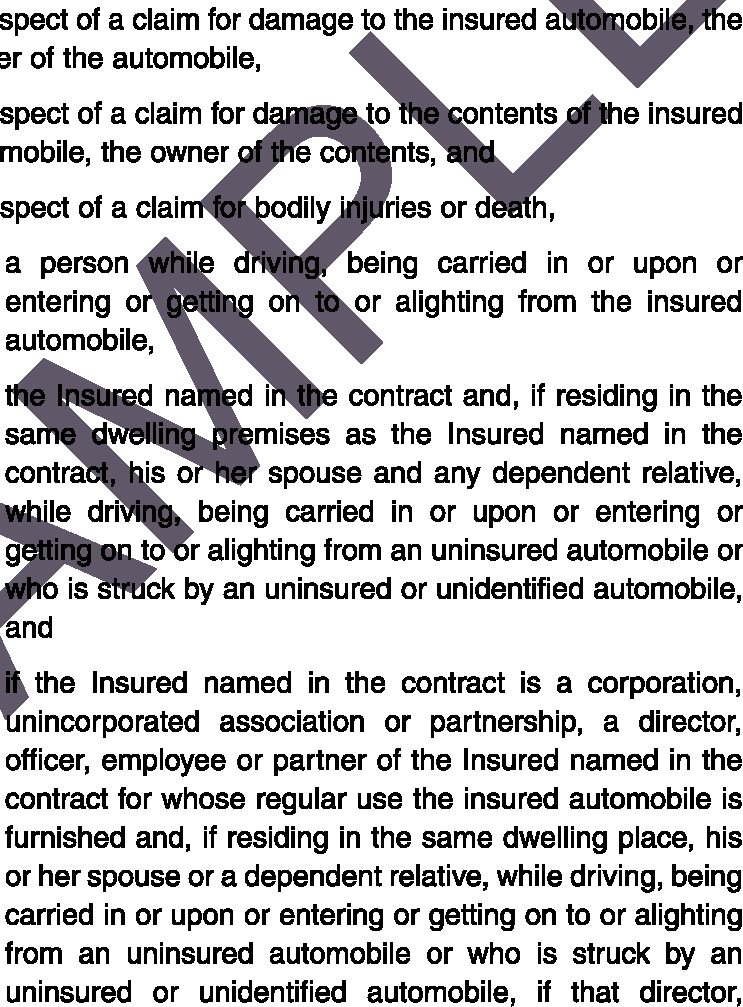 spect of a claim for damage to the insured automobile, the
er of the automobile,
spect of a claim for damage to the contents of the insured
mobile, the owner of the contents, and
spect of a claim for bodily injuries or death,
a person while driving, being carried in or upon or
entering or getting on to or alighting from the insured
automobile,
the Insured named in the contract and, if residing in the
same dwelling premises as the Insured named in the
contract, his or her spouse and any dependent relative,
while driving, being carried in or upon or entering or
getting on to or alighting from an uninsured automobile or
who is struck by an uninsured or unidentified automobile,
and
if the Insured named in the contract is a corporation,
unincorporated association or partnership, a director,
officer, employee or partner of the Insured named in the
contract for whose regular use the insured automobile is
furnished and, if residing in the same dwelling place, his
or her spouse or a dependent relative, while driving, being
carried in or upon or entering or getting on to or alighting
from an uninsured automobile or who is struck by an
uninsured or unidentified automobile, if that director,
AMPLE